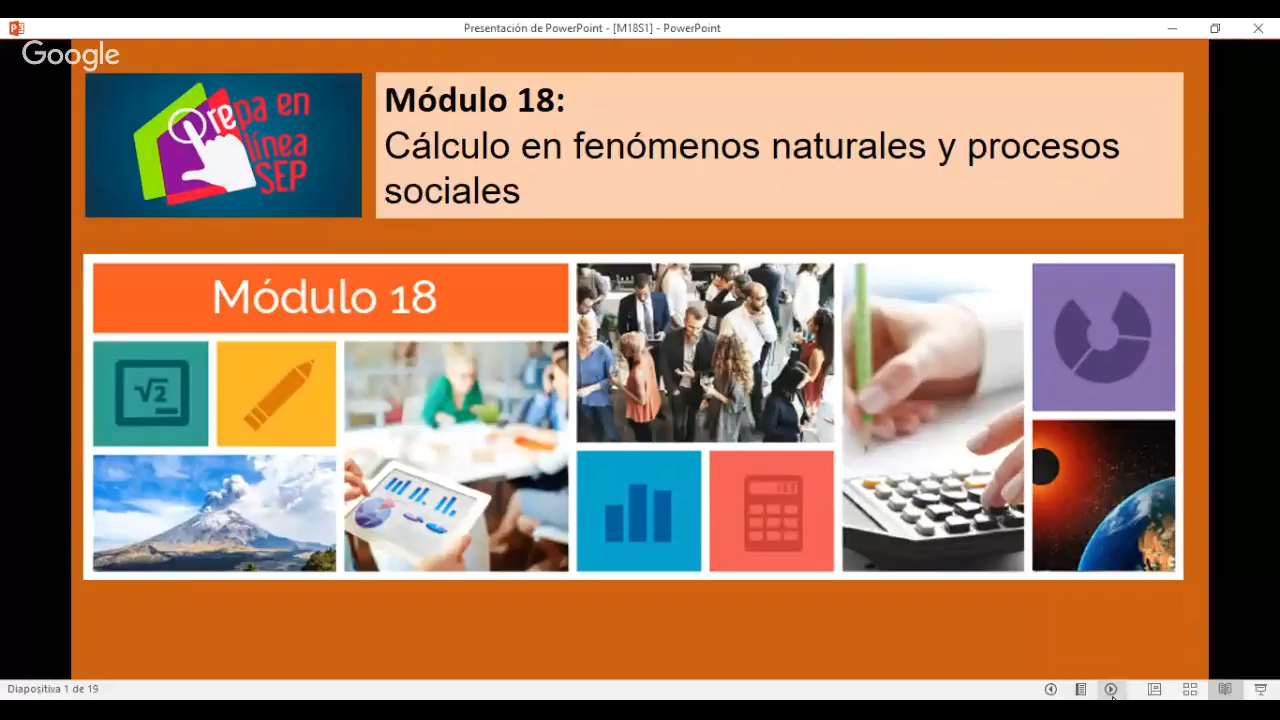 Presentación de PowerPoint - [M18S1] - PowerPoint
Google
Prepa en
línea
SEP
Módulo 18:
Cálculo en fenómenos naturales y procesos
sociales
Módulo 18
√2
Diapositiva 1 de 19